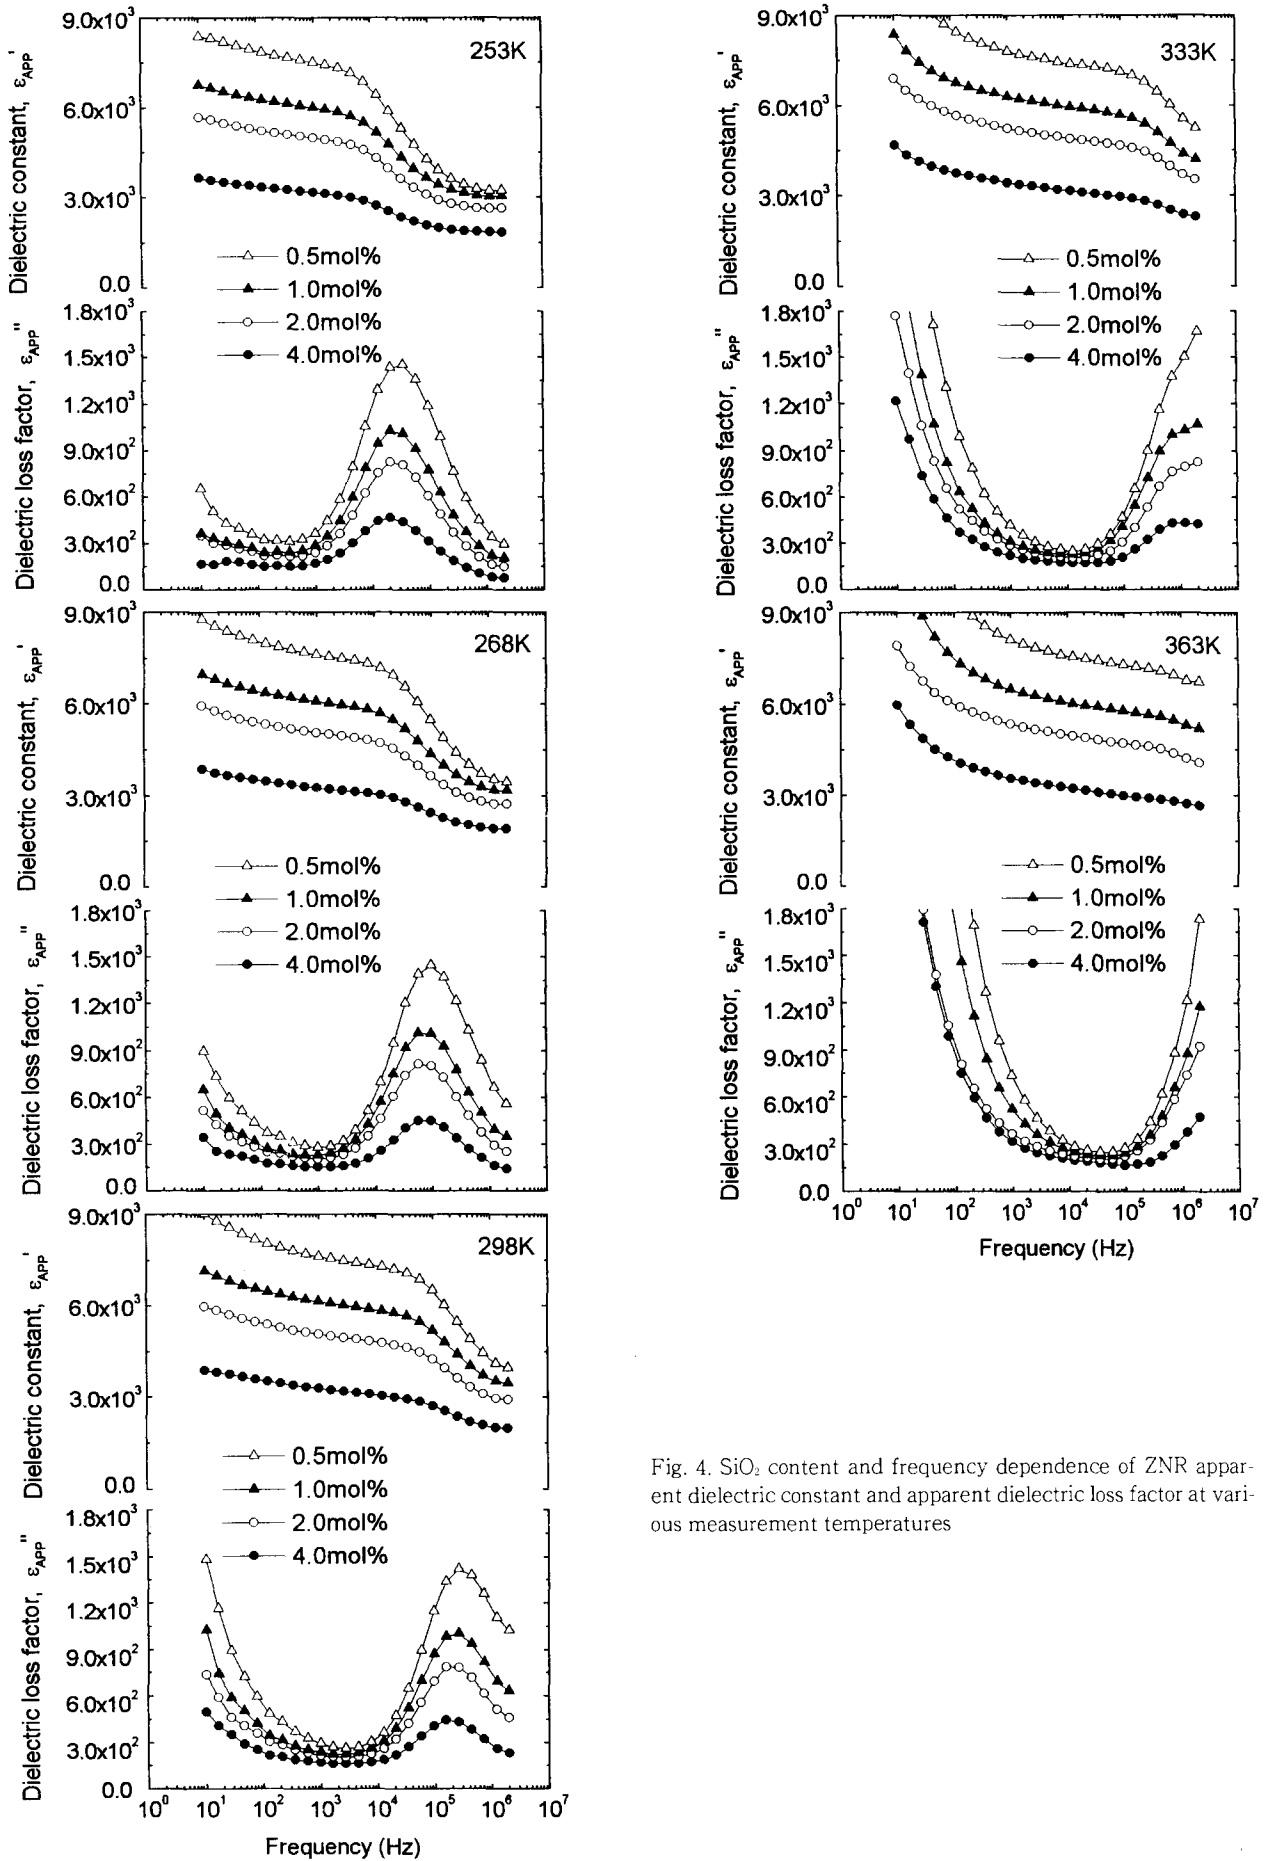 253K
Dielectric constant, ε_APP'
9.0x10³
6.0x10³
3.0x10³
0.0
0.5mol%
1.0mol%
2.0mol%
4.0mol%
Dielectric loss factor, ε_APP"
1.8x10³
1.5x10³
1.2x10³
9.0x10²
6.0x10²
3.0x10²
0.0
268K
Dielectric constant, ε_APP'
9.0x10³
6.0x10³
3.0x10³
0.0
0.5mol%
1.0mol%
2.0mol%
4.0mol%
Dielectric loss factor, ε_APP"
1.8x10³
1.5x10³
1.2x10³
9.0x10²
6.0x10²
3.0x10²
0.0
298K
Dielectric constant, ε_APP'
9.0x10³
6.0x10³
3.0x10³
0.0
0.5mol%
1.0mol%
2.0mol%
4.0mol%
Dielectric loss factor, ε_APP"
1.8x10³
1.5x10³
1.2x10³
9.0x10²
6.0x10²
3.0x10²
0.0
10⁰ 10¹ 10² 10³ 10⁴ 10⁵ 10⁶ 10⁷
Frequency (Hz)
333K
Dielectric constant, ε_APP'
9.0x10³
6.0x10³
3.0x10³
0.0
0.5mol%
1.0mol%
2.0mol%
4.0mol%
Dielectric loss factor, ε_APP"
1.8x10³
1.5x10³
1.2x10³
9.0x10²
6.0x10²
3.0x10²
0.0
363K
Dielectric constant, ε_APP'
9.0x10³
6.0x10³
3.0x10³
0.0
0.5mol%
1.0mol%
2.0mol%
4.0mol%
Dielectric loss factor, ε_APP"
1.8x10³
1.5x10³
1.2x10³
9.0x10²
6.0x10²
3.0x10²
0.0
10⁰ 10¹ 10² 10³ 10⁴ 10⁵ 10⁶ 10⁷
Frequency (Hz)
Fig. 4. SiO₂ content and frequency dependence of ZNR appar-
ent dielectric constant and apparent dielectric loss factor at vari-
ous measurement temperatures